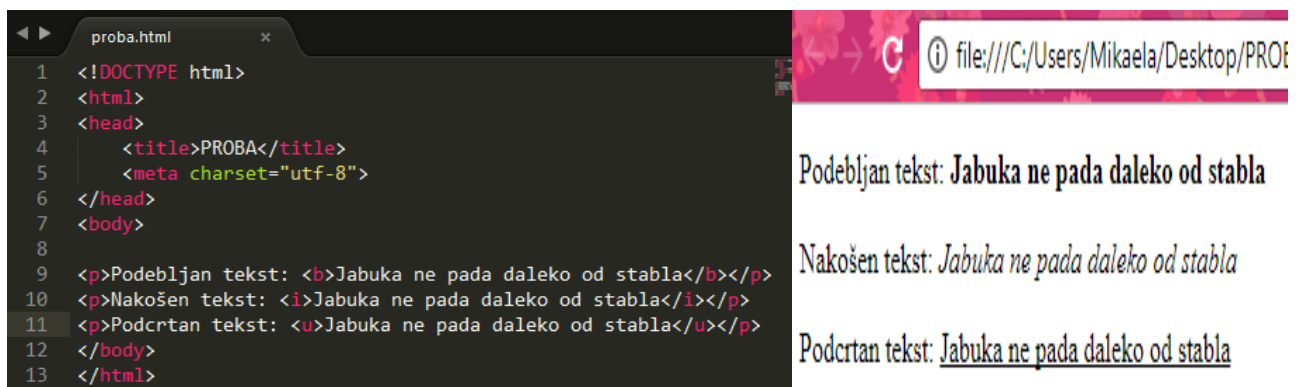 proba.html ×
1 <!DOCTYPE html>
2 <html>
3 <head>
4 <title>PROBA</title>
5 <meta charset="utf-8">
6 </head>
7 <body>
8
9 <p>Podebljan tekst: <b>Jabuka ne pada daleko od stabla</b></p>
10 <p>Nakošen tekst: <i>Jabuka ne pada daleko od stabla</i></p>
11 <p>Podcrtan tekst: <u>Jabuka ne pada daleko od stabla</u></p>
12 </body>
13 </html>
file:///C:/Users/Mikaela/Desktop/PROB
Podebljan tekst: Jabuka ne pada daleko od stabla
Nakošen tekst: Jabuka ne pada daleko od stabla
Podcrtan tekst: Jabuka ne pada daleko od stabla